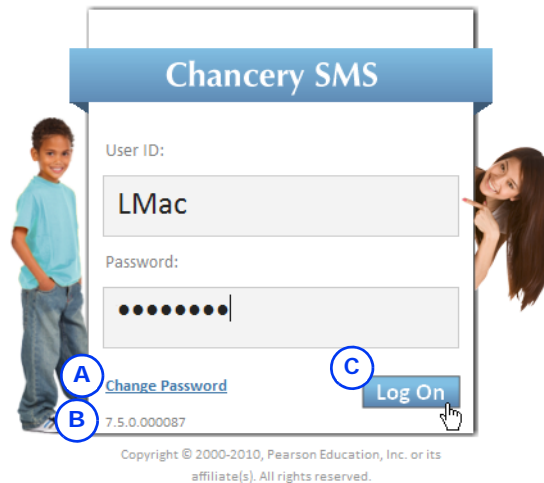 Chancery SMS
User ID:
LMac
Password:
••••••••
C
A
Change Password
Log On
B
7.5.0.000087
Copyright © 2000-2010, Pearson Education, Inc. or its
affiliate(s). All rights reserved.